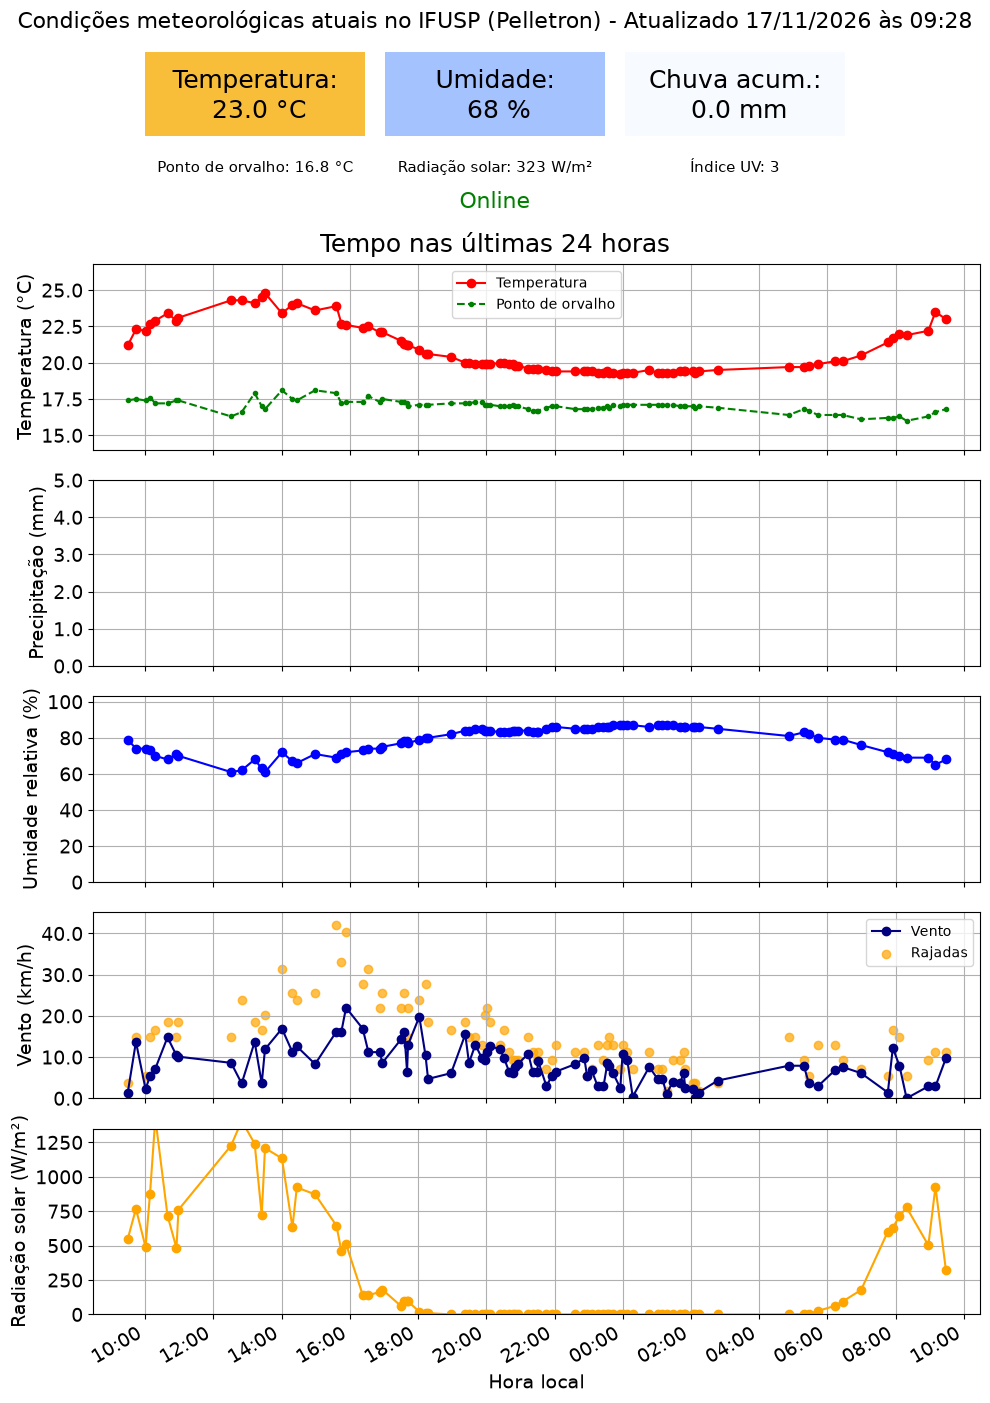 Condições meteorológicas atuais no IFUSP (Pelletron) - Atualizado 17/11/2026 às 09:28
Temperatura:
23.0 °C
Umidade:
68 %
Chuva acum.:
0.0 mm
Ponto de orvalho: 16.8 °C
Radiação solar: 323 W/m²
Índice UV: 3
Online
Tempo nas últimas 24 horas
Temperatura (°C)
25.0
22.5
20.0
17.5
15.0
Temperatura
Ponto de orvalho
Precipitação (mm)
5.0
4.0
3.0
2.0
1.0
0.0
Umidade relativa (%)
100
80
60
40
20
0
Vento (km/h)
40.0
30.0
20.0
10.0
0.0
Vento
Rajadas
Radiação solar (W/m²)
1250
1000
750
500
250
0
10:00
12:00
14:00
16:00
18:00
20:00
22:00
00:00
02:00
04:00
06:00
08:00
10:00
Hora local